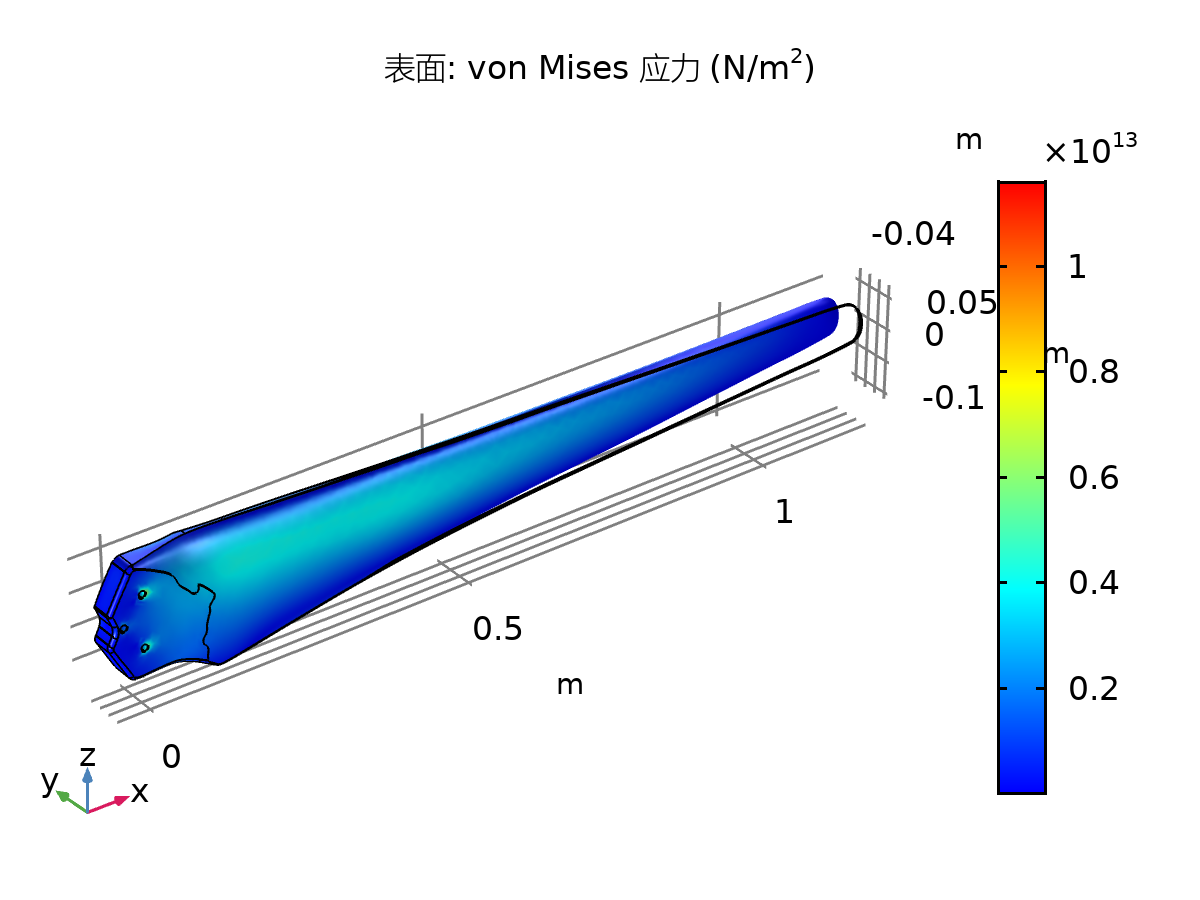 表面: von Mises 应力 (N/m²)
m
×10¹³
-0.04
1
0.05
0
m
0.8
-0.1
0.6
1
0.4
0.5
m
0.2
0
z
y
x